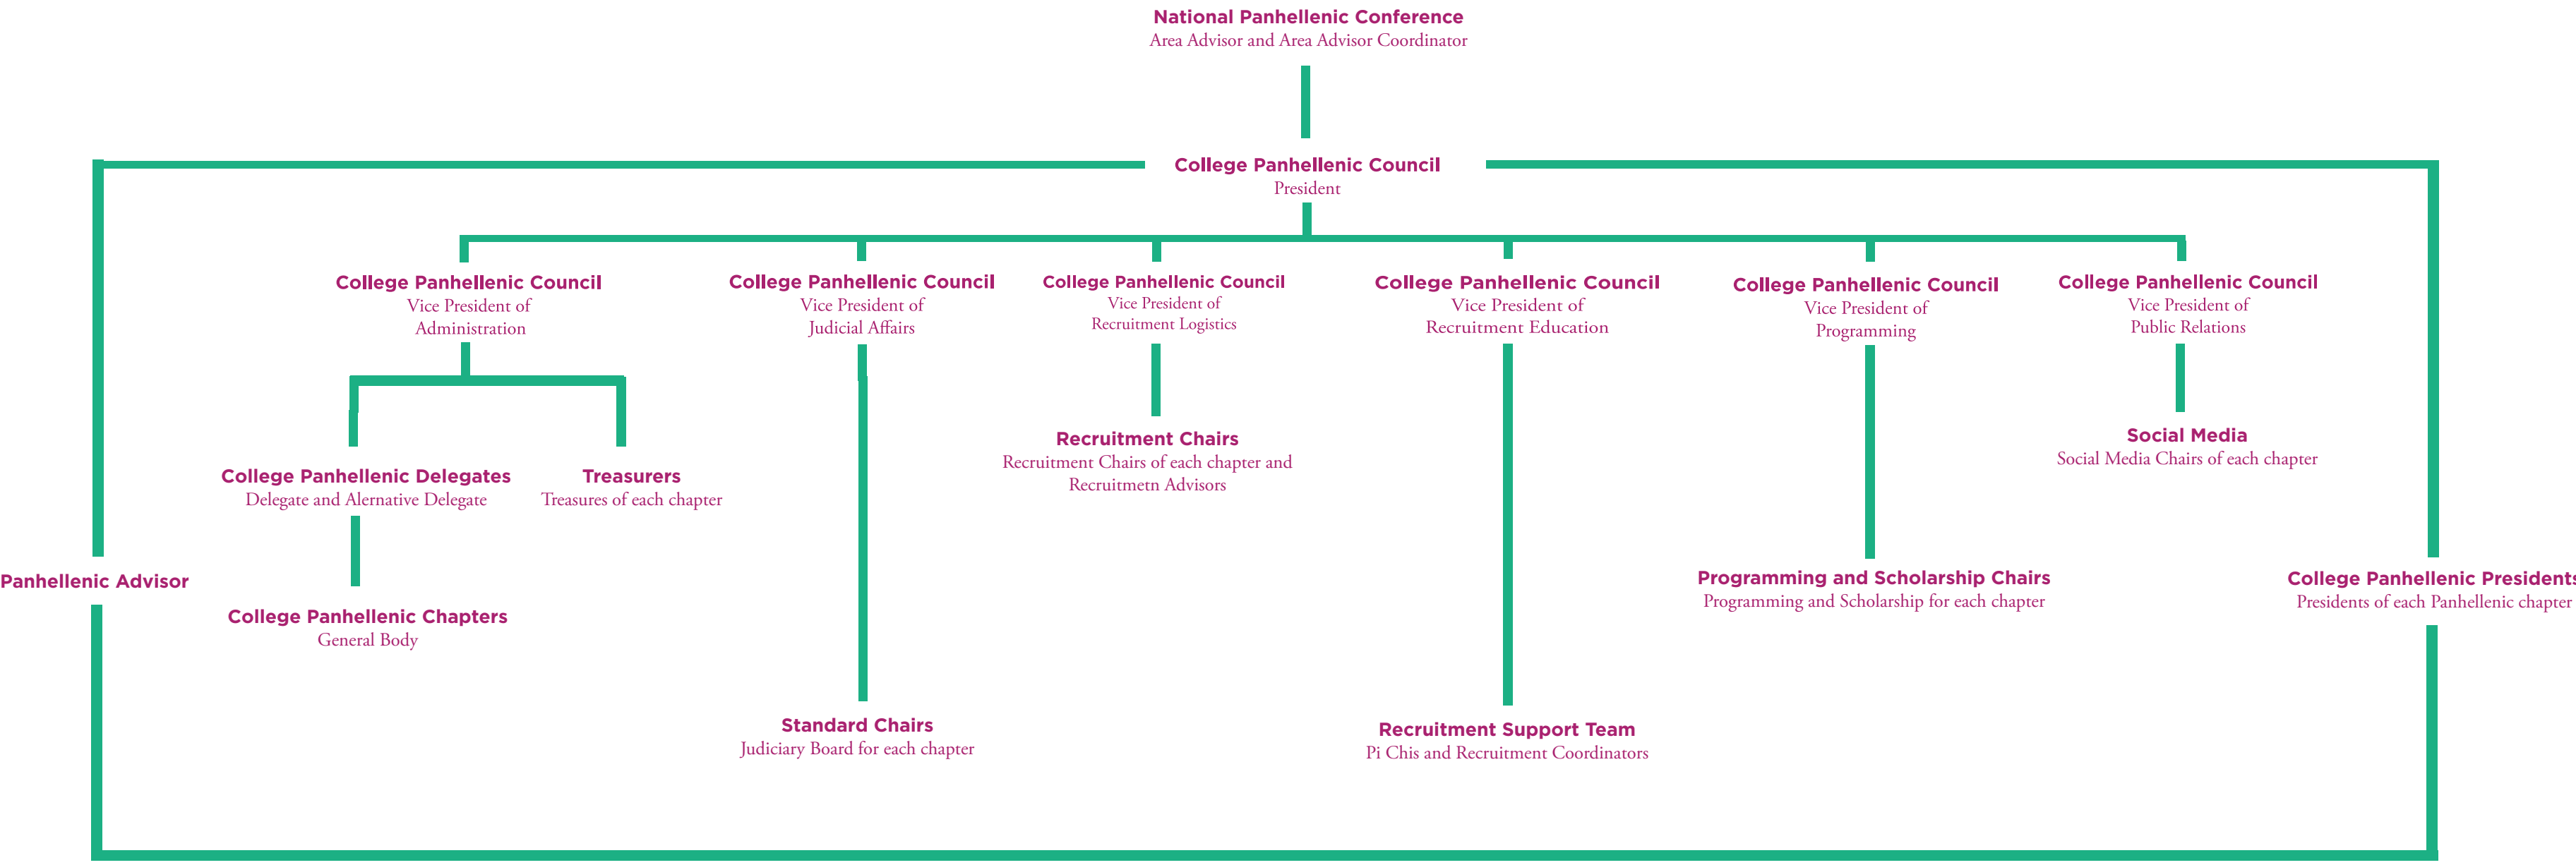 National Panhellenic Conference
Area Advisor and Area Advisor Coordinator
College Panhellenic Council
President
College Panhellenic Council
Vice President of
Administration
College Panhellenic Council
Vice President of
Judicial Affairs
College Panhellenic Council
Vice President of
Recruitment Logistics
College Panhellenic Council
Vice President of
Recruitment Education
College Panhellenic Council
Vice President of
Programming
College Panhellenic Council
Vice President of
Public Relations
College Panhellenic Delegates
Delegate and Alernative Delegate
Treasurers
Treasures of each chapter
Recruitment Chairs
Recruitment Chairs of each chapter and
Recruitmetn Advisors
Social Media
Social Media Chairs of each chapter
Panhellenic Advisor
College Panhellenic Chapters
General Body
Programming and Scholarship Chairs
Programming and Scholarship for each chapter
College Panhellenic Presidents
Presidents of each Panhellenic chapter
Standard Chairs
Judiciary Board for each chapter
Recruitment Support Team
Pi Chis and Recruitment Coordinators